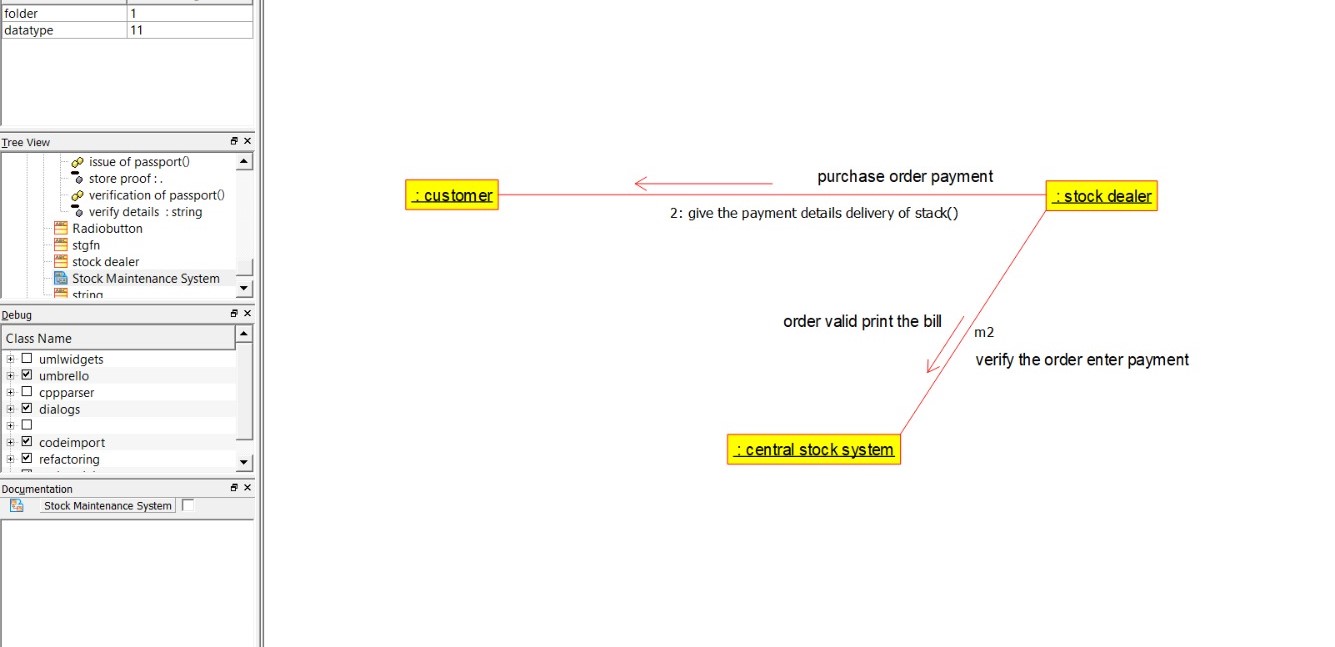 folder 1
datatype 11
Tree View
issue of passport()
store proof : .
verification of passport()
verify details : string
Radiobutton
stgfn
stock dealer
Stock Maintenance System
string
Debug
Class Name
umlwidgets
umbrello
cppparser
dialogs
codeimport
refactoring
Documentation
Stock Maintenance System
purchase order payment
: customer
: stock dealer
2: give the payment details delivery of stack()
order valid print the bill
m2
verify the order enter payment
: central stock system